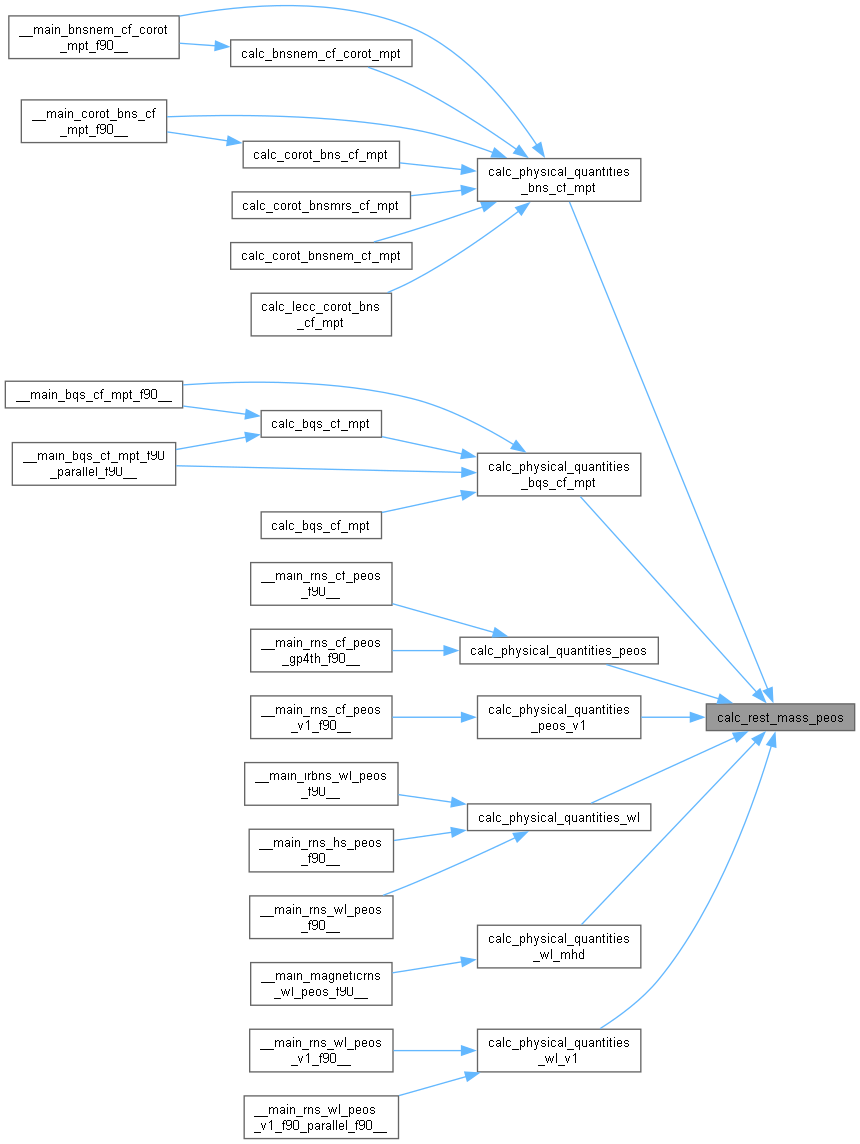 __main_bnsnem_cf_corot
_mpt_f90__
calc_bnsnem_cf_corot_mpt
__main_corot_bns_cf
_mpt_f90__
calc_corot_bns_cf_mpt
calc_physical_quantities
_bns_cf_mpt
calc_corot_bnsmrs_cf_mpt
calc_corot_bnsnem_cf_mpt
calc_lecc_corot_bns
_cf_mpt
__main_bqs_cf_mpt_f90__
calc_bqs_cf_mpt
__main_bqs_cf_mpt_f90
_parallel_f90__
calc_physical_quantities
_bqs_cf_mpt
calc_bqs_cf_mpt
__main_rns_cf_peos
_f90__
__main_rns_cf_peos
_gp4th_f90__
calc_physical_quantities_peos
__main_rns_cf_peos
_v1_f90__
calc_physical_quantities
_peos_v1
calc_rest_mass_peos
__main_irbns_wl_peos
_f90__
calc_physical_quantities_wl
__main_rns_hs_peos
_f90__
__main_rns_wl_peos
_f90__
calc_physical_quantities
_wl_mhd
__main_magneticrns
_wl_peos_f90__
__main_rns_wl_peos
_v1_f90__
calc_physical_quantities
_wl_v1
__main_rns_wl_peos
_v1_f90_parallel_f90__